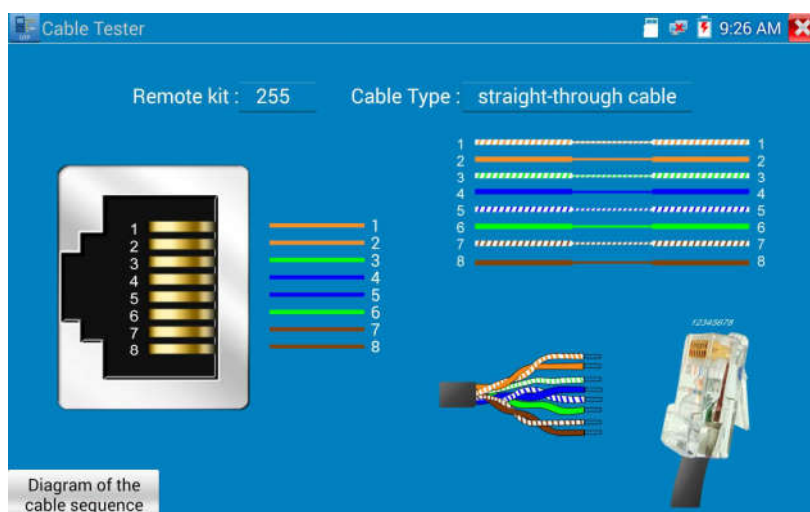 Cable Tester
9:26 AM
Remote kit : 255
Cable Type : straight-through cable
1 1
2 2
3 3
4 4
5 5
6 6
7 7
8 8
1 1
2 2
3 3
4 4
5 5
6 6
7 7
8 8
12345678
Diagram of the
cable sequence